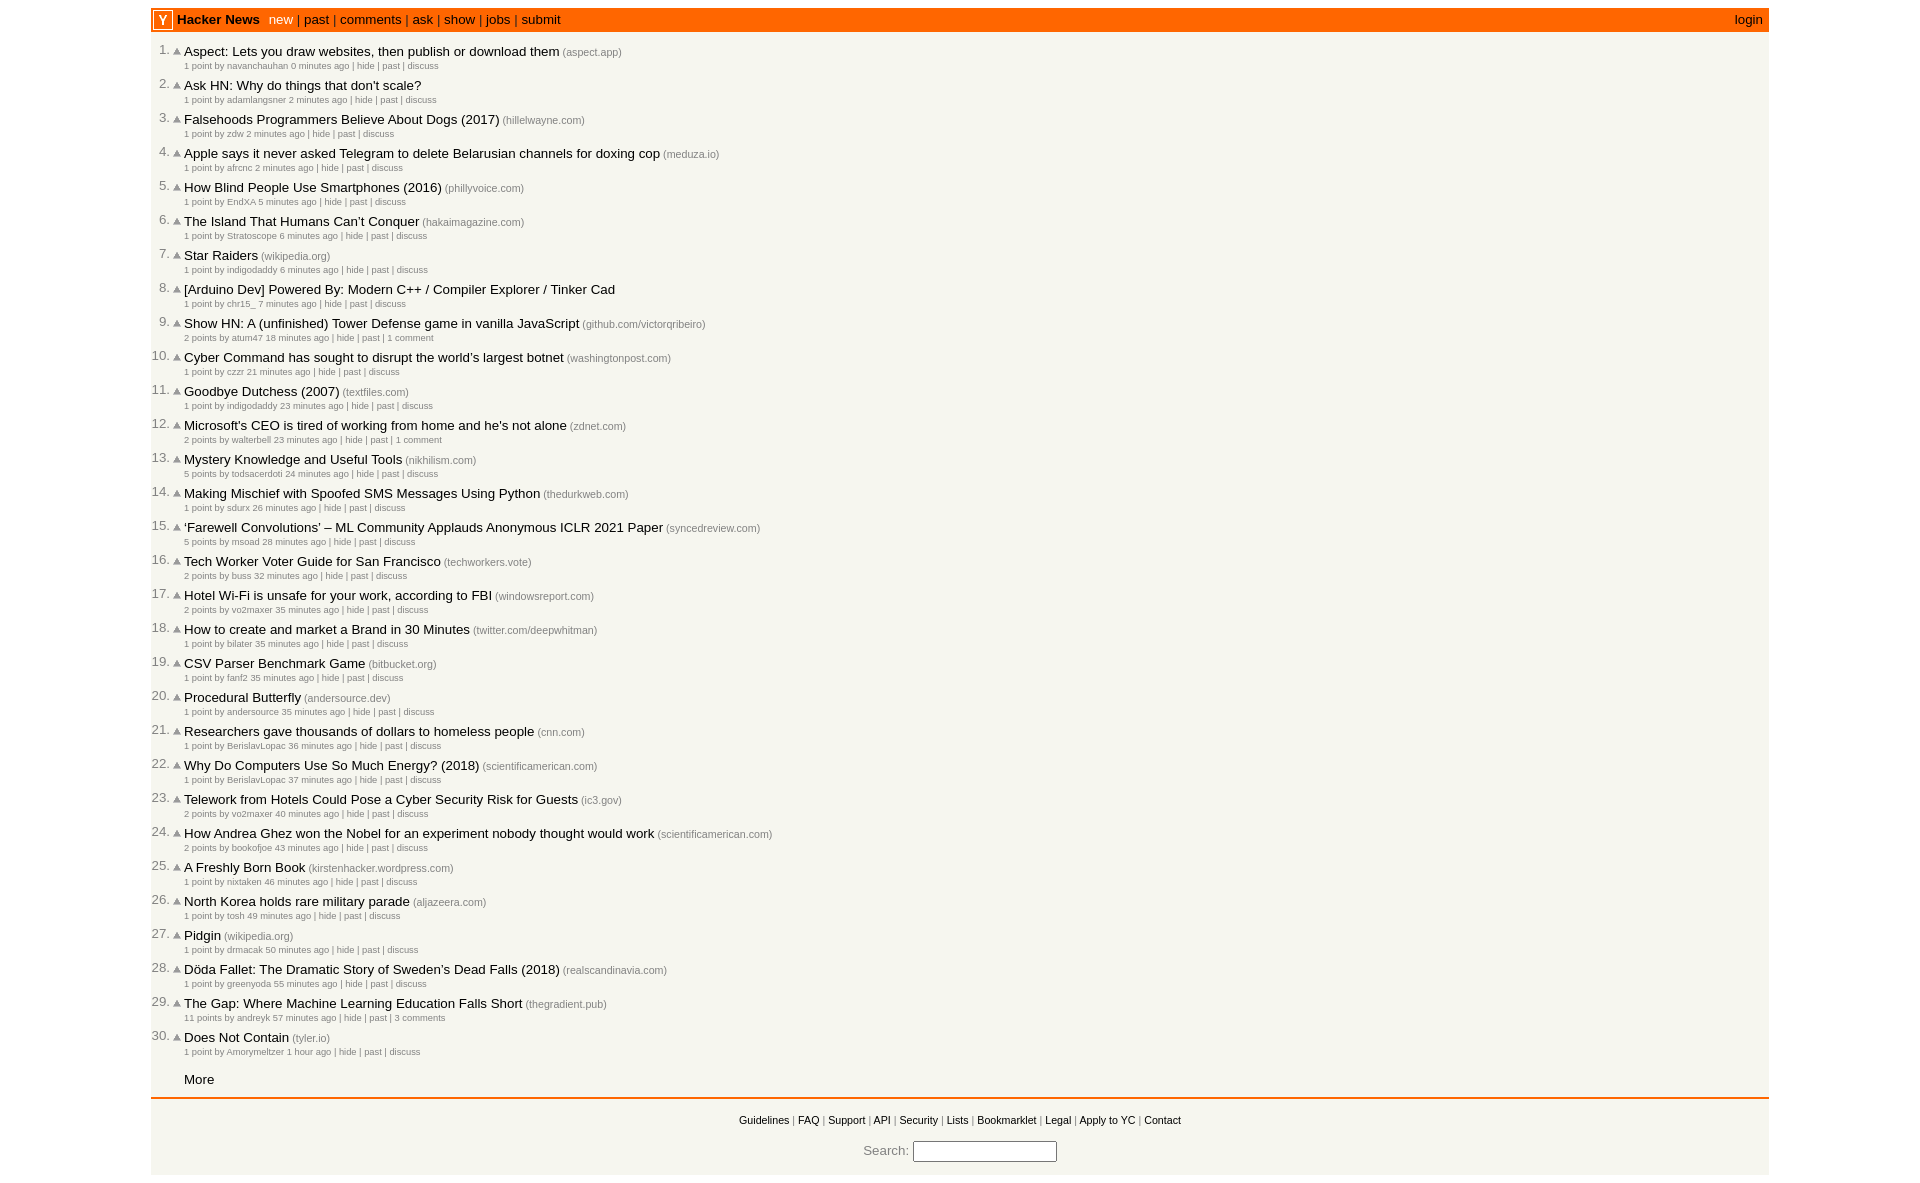 Y Hacker News new | past | comments | ask | show | jobs | submit login
1. Aspect: Lets you draw websites, then publish or download them (aspect.app)
1 point by navanchauhan 0 minutes ago | hide | past | discuss
2. Ask HN: Why do things that don't scale?
1 point by adamlangsner 2 minutes ago | hide | past | discuss
3. Falsehoods Programmers Believe About Dogs (2017) (hillelwayne.com)
1 point by zdw 2 minutes ago | hide | past | discuss
4. Apple says it never asked Telegram to delete Belarusian channels for doxing cop (meduza.io)
1 point by afrcnc 2 minutes ago | hide | past | discuss
5. How Blind People Use Smartphones (2016) (phillyvoice.com)
1 point by EndXA 5 minutes ago | hide | past | discuss
6. The Island That Humans Can’t Conquer (hakaimagazine.com)
1 point by Stratoscope 6 minutes ago | hide | past | discuss
7. Star Raiders (wikipedia.org)
1 point by indigodaddy 6 minutes ago | hide | past | discuss
8. [Arduino Dev] Powered By: Modern C++ / Compiler Explorer / Tinker Cad
1 point by chr15_ 7 minutes ago | hide | past | discuss
9. Show HN: A (unfinished) Tower Defense game in vanilla JavaScript (github.com/victorqribeiro)
2 points by atum47 18 minutes ago | hide | past | 1 comment
10. Cyber Command has sought to disrupt the world’s largest botnet (washingtonpost.com)
1 point by czzr 21 minutes ago | hide | past | discuss
11. Goodbye Dutchess (2007) (textfiles.com)
1 point by indigodaddy 23 minutes ago | hide | past | discuss
12. Microsoft's CEO is tired of working from home and he's not alone (zdnet.com)
2 points by walterbell 23 minutes ago | hide | past | 1 comment
13. Mystery Knowledge and Useful Tools (nikhilism.com)
5 points by todsacerdoti 24 minutes ago | hide | past | discuss
14. Making Mischief with Spoofed SMS Messages Using Python (thedurkweb.com)
1 point by sdurx 26 minutes ago | hide | past | discuss
15. ‘Farewell Convolutions’ – ML Community Applauds Anonymous ICLR 2021 Paper (syncedreview.com)
5 points by msoad 28 minutes ago | hide | past | discuss
16. Tech Worker Voter Guide for San Francisco (techworkers.vote)
2 points by buss 32 minutes ago | hide | past | discuss
17. Hotel Wi-Fi is unsafe for your work, according to FBI (windowsreport.com)
2 points by vo2maxer 35 minutes ago | hide | past | discuss
18. How to create and market a Brand in 30 Minutes (twitter.com/deepwhitman)
1 point by bilater 35 minutes ago | hide | past | discuss
19. CSV Parser Benchmark Game (bitbucket.org)
1 point by fanf2 35 minutes ago | hide | past | discuss
20. Procedural Butterfly (andersource.dev)
1 point by andersource 35 minutes ago | hide | past | discuss
21. Researchers gave thousands of dollars to homeless people (cnn.com)
1 point by BerislavLopac 36 minutes ago | hide | past | discuss
22. Why Do Computers Use So Much Energy? (2018) (scientificamerican.com)
1 point by BerislavLopac 37 minutes ago | hide | past | discuss
23. Telework from Hotels Could Pose a Cyber Security Risk for Guests (ic3.gov)
2 points by vo2maxer 40 minutes ago | hide | past | discuss
24. How Andrea Ghez won the Nobel for an experiment nobody thought would work (scientificamerican.com)
2 points by bookofjoe 43 minutes ago | hide | past | discuss
25. A Freshly Born Book (kirstenhacker.wordpress.com)
1 point by nixtaken 46 minutes ago | hide | past | discuss
26. North Korea holds rare military parade (aljazeera.com)
1 point by tosh 49 minutes ago | hide | past | discuss
27. Pidgin (wikipedia.org)
1 point by drmacak 50 minutes ago | hide | past | discuss
28. Döda Fallet: The Dramatic Story of Sweden’s Dead Falls (2018) (realscandinavia.com)
1 point by greenyoda 55 minutes ago | hide | past | discuss
29. The Gap: Where Machine Learning Education Falls Short (thegradient.pub)
11 points by andreyk 57 minutes ago | hide | past | 3 comments
30. Does Not Contain (tyler.io)
1 point by Amorymeltzer 1 hour ago | hide | past | discuss
More
Guidelines | FAQ | Support | API | Security | Lists | Bookmarklet | Legal | Apply to YC | Contact
Search: